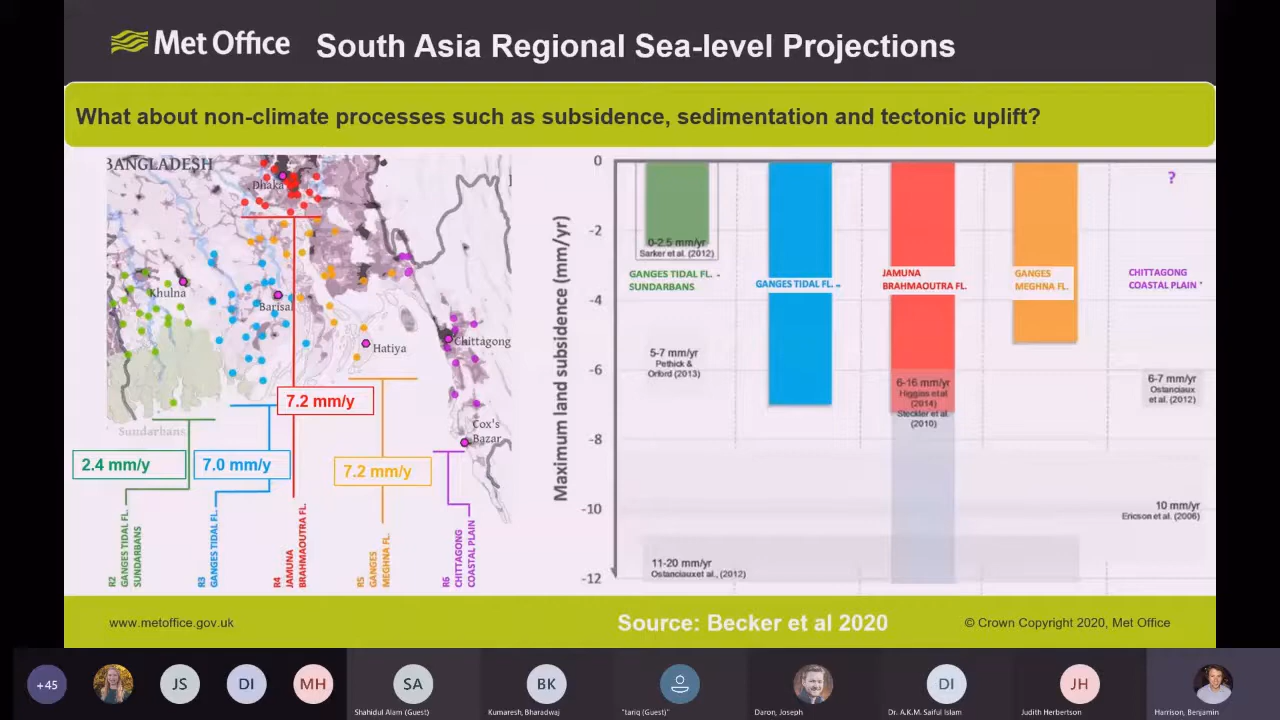 Met Office
South Asia Regional Sea-level Projections
What about non-climate processes such as subsidence, sedimentation and tectonic uplift?
BANGLADESH
Dhaka
Khulna
Barisal
Hatiya
Chittagong
Cox's
Bazar
Sundarbans
2.4 mm/y
7.0 mm/y
7.2 mm/y
7.2 mm/y
R2
GANGES TIDAL FL.
SUNDARBANS
R3
GANGES TIDAL FL.
R4
JAMUNA
BRAHMAOUTRA FL.
R5
GANGES
MEGHNA FL.
R6
CHITTAGONG
COASTAL PLAIN
Maximum land subsidence (mm/yr)
0
-2
-4
-6
-8
-10
-12
0-2.5 mm/yr
Sarker et al. (2012)
GANGES TIDAL FL. -
SUNDARBANS
GANGES TIDAL FL. -
JAMUNA
BRAHMAOUTRA FL.
GANGES
MEGHNA FL.
?
CHITTAGONG
COASTAL PLAIN
5-7 mm/yr
Pethick &
Orford (2013)
6-16 mm/yr
Higgins et al
(2014)
Steckler et al.
(2010)
6-7 mm/yr
Ostanciaux
et al. (2012)
10 mm/yr
Ericson et al. (2006)
11-20 mm/yr
Ostanciaux et al., (2012)
www.metoffice.gov.uk
Source: Becker et al 2020
© Crown Copyright 2020, Met Office
+45
JS
DI
MH
SA
BK
DI
JH
Shahidul Alam (Guest)
Kumaresh, Bharadwaj
"tariq (Guest)"
Daron, Joseph
Dr. A.K.M. Saiful Islam
Judith Herbertson
Harrison, Benjamin